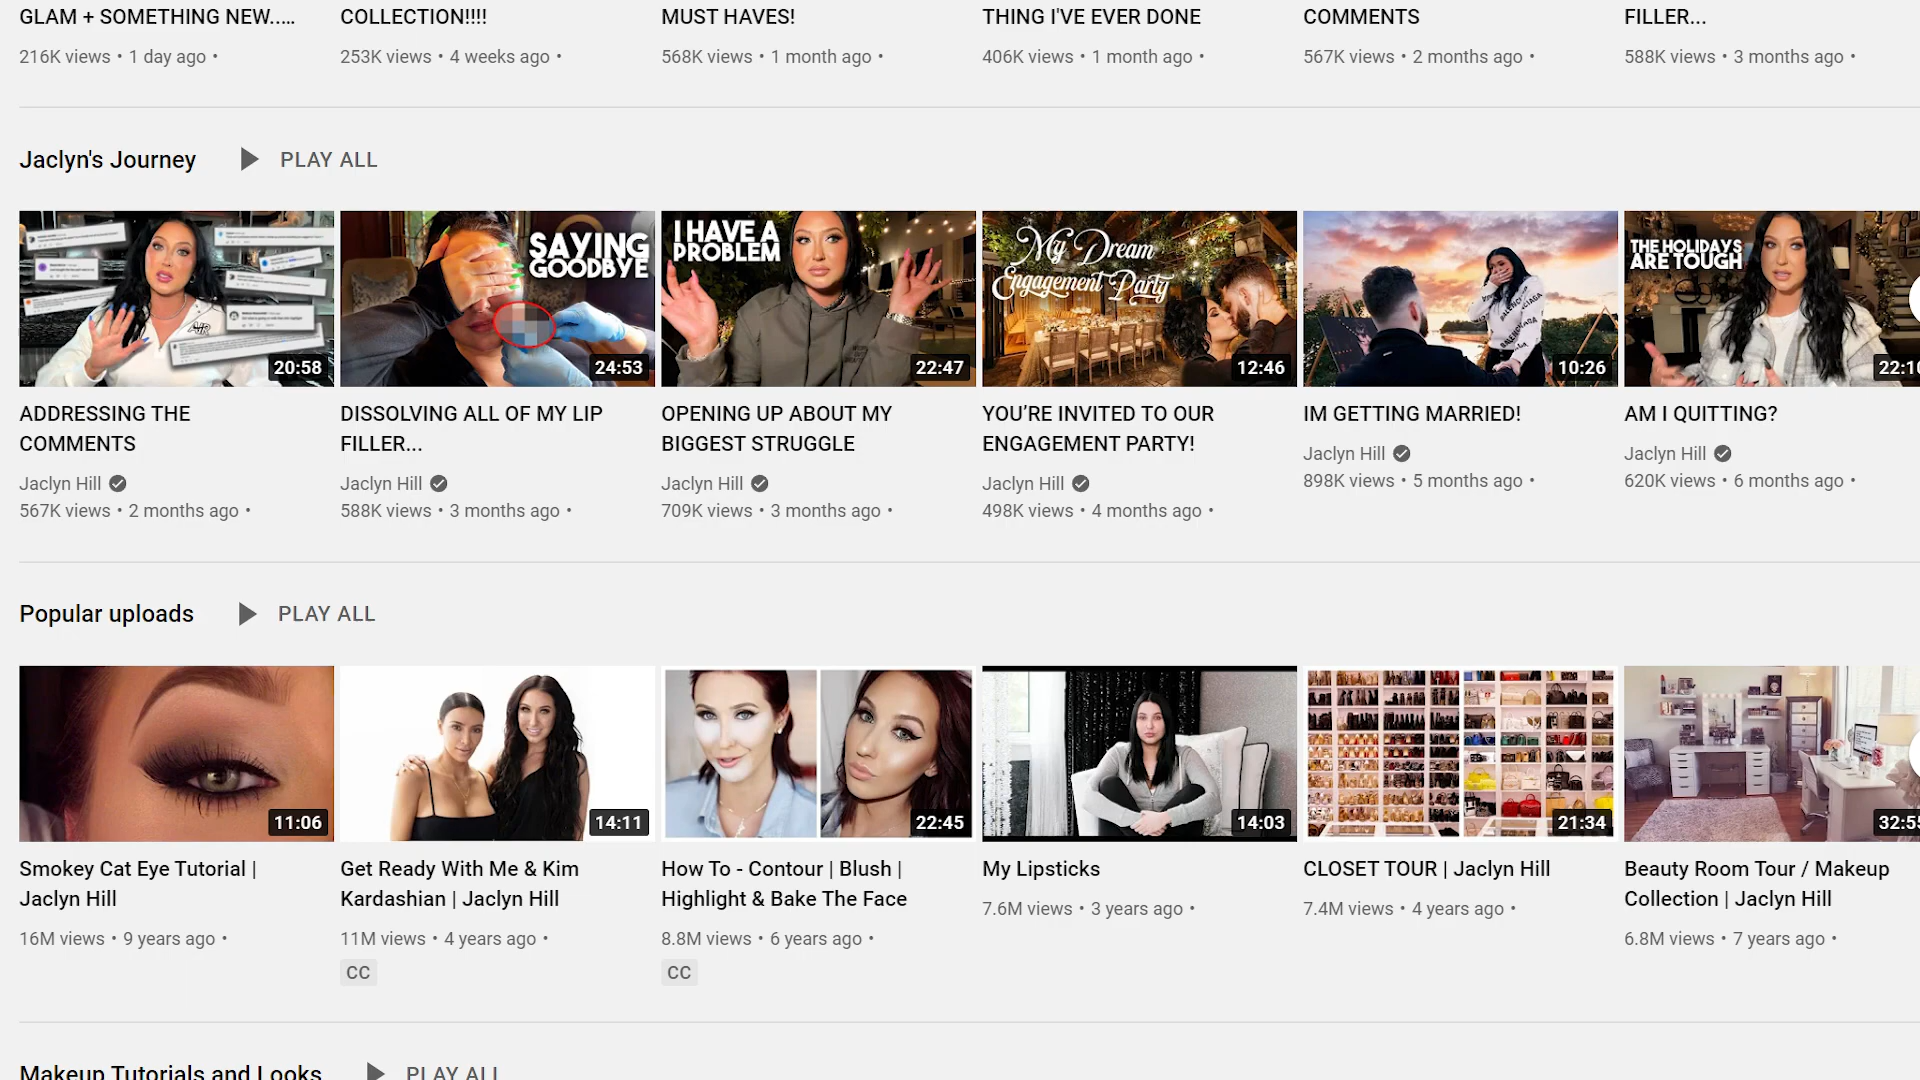 GLAM + SOMETHING NEW.....
COLLECTION!!!!
MUST HAVES!
THING I'VE EVER DONE
COMMENTS
FILLER...
216K views • 1 day ago •
253K views • 4 weeks ago •
568K views • 1 month ago •
406K views • 1 month ago •
567K views • 2 months ago •
588K views • 3 months ago •
Jaclyn's Journey
PLAY ALL
20:58
SAYING
GOODBYE
24:53
I HAVE A
PROBLEM
22:47
My Dream
Engagement Party
12:46
BALENCIAGA
BALENCIAGA
10:26
THE HOLIDAYS
ARE TOUGH
22:10
ADDRESSING THE
COMMENTS
Jaclyn Hill
567K views • 2 months ago •
DISSOLVING ALL OF MY LIP
FILLER...
Jaclyn Hill
588K views • 3 months ago •
OPENING UP ABOUT MY
BIGGEST STRUGGLE
Jaclyn Hill
709K views • 3 months ago •
YOU’RE INVITED TO OUR
ENGAGEMENT PARTY!
Jaclyn Hill
498K views • 4 months ago •
IM GETTING MARRIED!
Jaclyn Hill
898K views • 5 months ago •
AM I QUITTING?
Jaclyn Hill
620K views • 6 months ago •
Popular uploads
PLAY ALL
11:06
14:11
22:45
14:03
21:34
32:55
Smokey Cat Eye Tutorial |
Jaclyn Hill
16M views • 9 years ago •
Get Ready With Me & Kim
Kardashian | Jaclyn Hill
11M views • 4 years ago •
CC
How To - Contour | Blush |
Highlight & Bake The Face
8.8M views • 6 years ago •
CC
My Lipsticks
7.6M views • 3 years ago •
CLOSET TOUR | Jaclyn Hill
7.4M views • 4 years ago •
Beauty Room Tour / Makeup
Collection | Jaclyn Hill
6.8M views • 7 years ago •
Makeup Tutorials and Looks
PLAY ALL